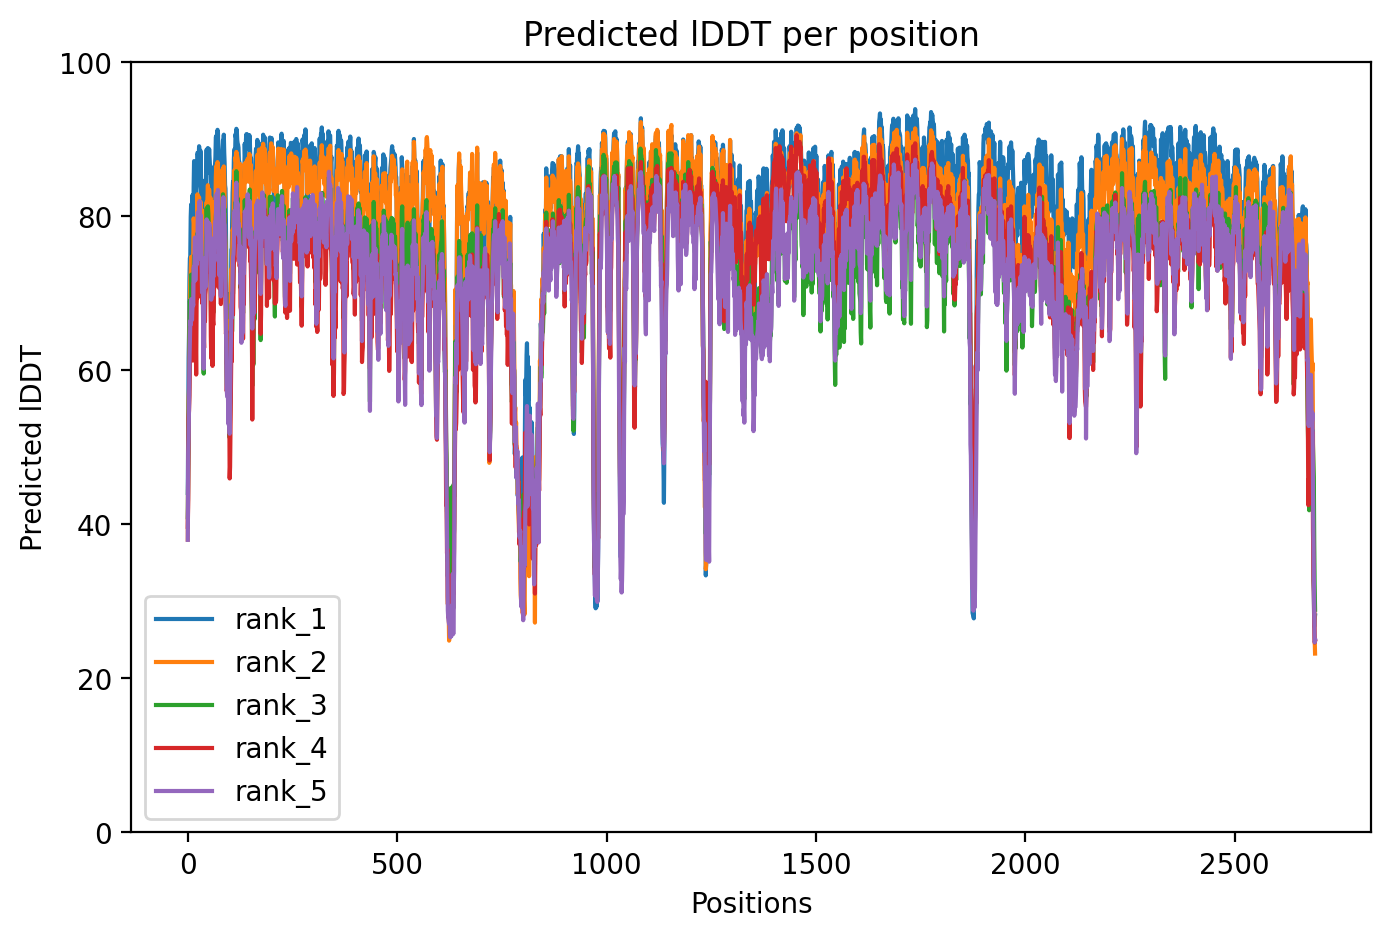 Predicted lDDT per position
100
80
60
40
20
0
Predicted lDDT
rank_1
rank_2
rank_3
rank_4
rank_5
0 500 1000 1500 2000 2500
Positions